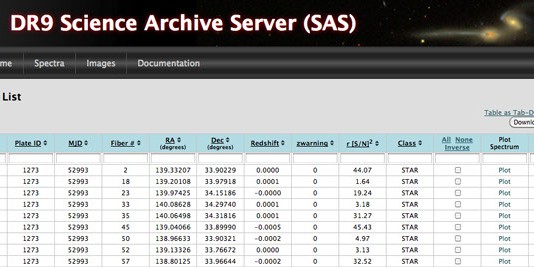 DR9 Science Archive Server (SAS)
me Spectra Images Documentation
List
Table as Tab-D
Downlo
Plate ID MJD Fiber # RA (degrees) Dec (degrees) Redshift zwarning r [S/N]² Class All None Inverse Plot Spectrum
1273 52993 2 139.33207 33.90229 0.0000 0 44.07 STAR Plot
1273 52993 18 139.20108 33.97918 0.0001 0 1.64 STAR Plot
1273 52993 23 139.97425 34.15186 -0.0000 0 19.24 STAR Plot
1273 52993 33 140.08628 34.29740 0.0001 0 3.18 STAR Plot
1273 52993 35 140.06498 34.31816 0.0001 0 31.27 STAR Plot
1273 52993 45 139.04066 33.89990 -0.0005 0 45.43 STAR Plot
1273 52993 50 138.96633 33.90321 -0.0002 0 4.97 STAR Plot
1273 52993 52 139.13326 33.76672 0.0000 0 3.13 STAR Plot
1273 52993 57 138.80125 33.96644 -0.0002 0 32.52 STAR Plot